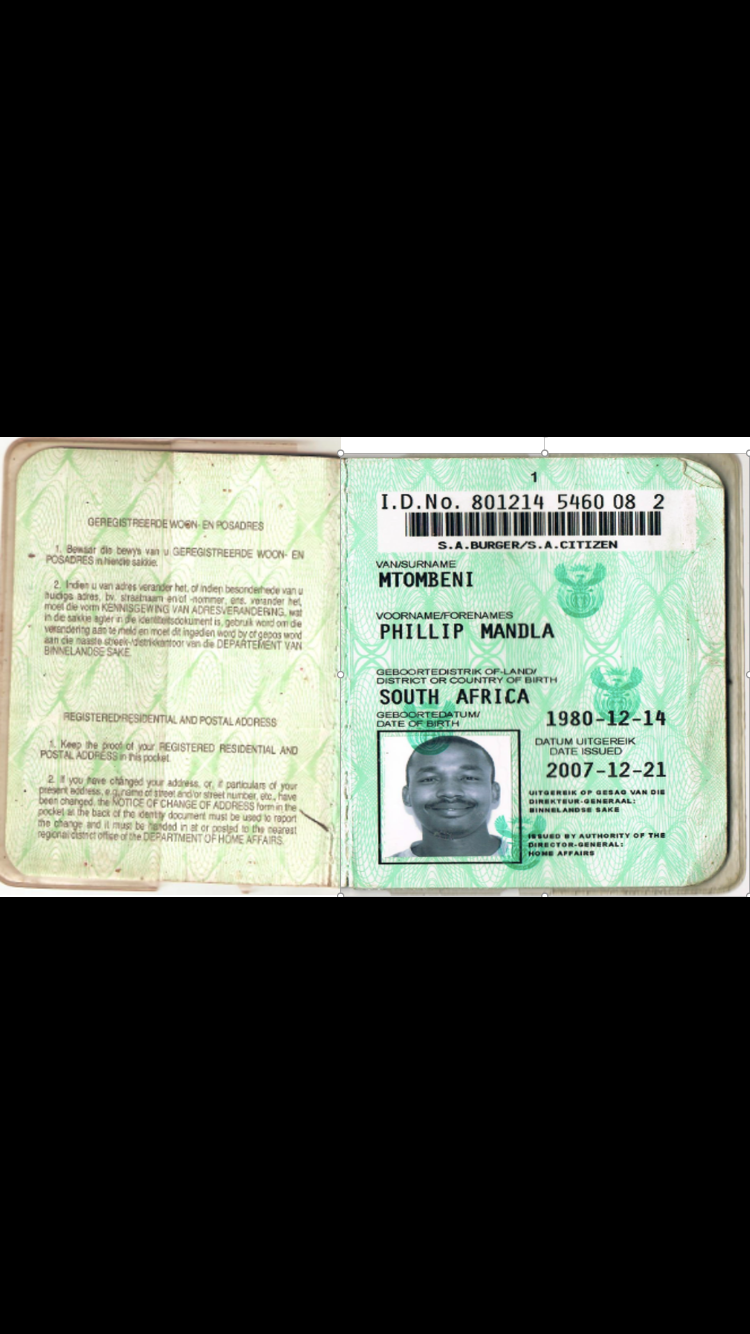 GEREGISTREERDE WOON- EN POSADRES
1. Bewaar die bewys van u GEREGISTREERDE WOON- EN
POSADRES in hierdie sakkie.
2. Indien u van adres verander het, of indien besonderhede van u
huidige adres, bv. straatnaam en/of -nommer, ens. verander het,
moet die vorm KENNISGEWING VAN ADRESVERANDERING, wat
in die sakkie agter in die identiteitsdokument is, gebruik word om die
verandering aan te meld en moet dit ingedien word by of gepos word
aan die naaste streek-/distrikkantoor van die DEPARTEMENT VAN
BINNELANDSE SAKE.
REGISTERED RESIDENTIAL AND POSTAL ADDRESS
1. Keep the proof of your REGISTERED RESIDENTIAL AND
POSTAL ADDRESS in this pocket.
2. If you have changed your address, or, if particulars of your
present address, e.g. name of street and/or street number, etc., have
been changed, the NOTICE OF CHANGE OF ADDRESS form in the
pocket at the back of the identity document must be used to report
the change and it must be handed in at or posted to the nearest
regional district office of the DEPARTMENT OF HOME AFFAIRS.
1
I.D.No. 801214 5460 08 2
S.A.BURGER/S.A.CITIZEN
VAN/SURNAME
MTOMBENI
VOORNAME/FORENAMES
PHILLIP MANDLA
GEBOORTEDISTRIK OF-LAND/
DISTRICT OR COUNTRY OF BIRTH
SOUTH AFRICA
GEBOORTEDATUM/
DATE OF BIRTH
1980-12-14
DATUM UITGEREIK
DATE ISSUED
2007-12-21
UITGEREIK OP GESAG VAN DIE
DIREKTEUR-GENERAAL:
BINNELANDSE SAKE
ISSUED BY AUTHORITY OF THE
DIRECTOR-GENERAL:
HOME AFFAIRS